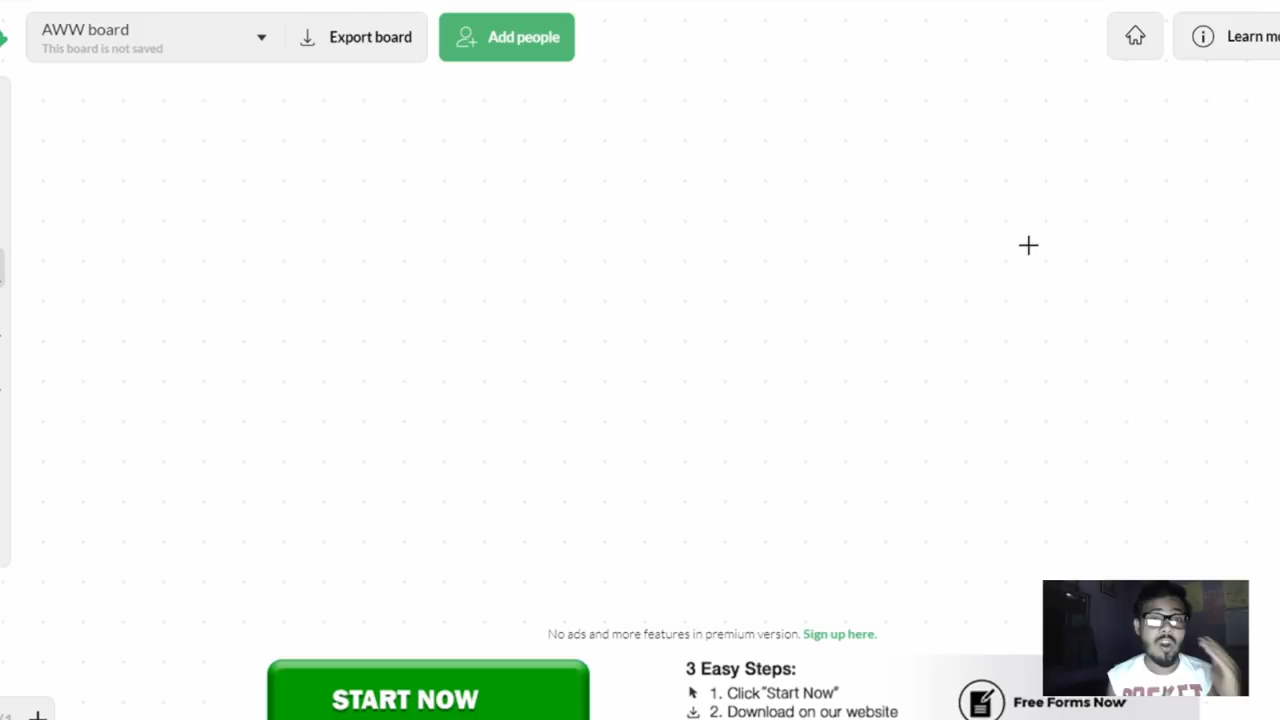 AWW board
This board is not saved
Export board
Add people
Learn mo
No ads and more features in premium version. Sign up here.
START NOW
3 Easy Steps:
1. Click "Start Now"
2. Download on our website
Free Forms Now
/1